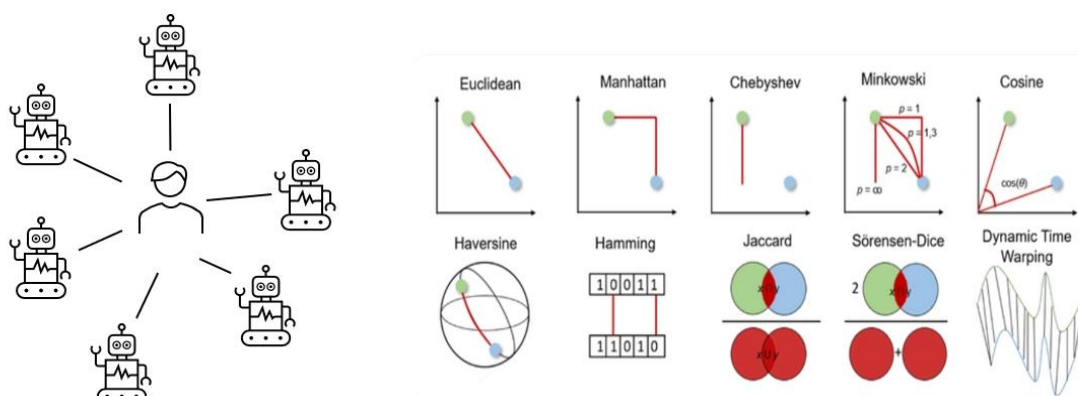 Euclidean
Manhattan
Chebyshev
Minkowski
Cosine
p = 1
p = 1,3
p = 2
p = ∞
cos(θ)
Haversine
Hamming
Jaccard
Sörensen-Dice
Dynamic Time
Warping
1 0 0 1 1
1 1 0 1 0
2
x U y
+